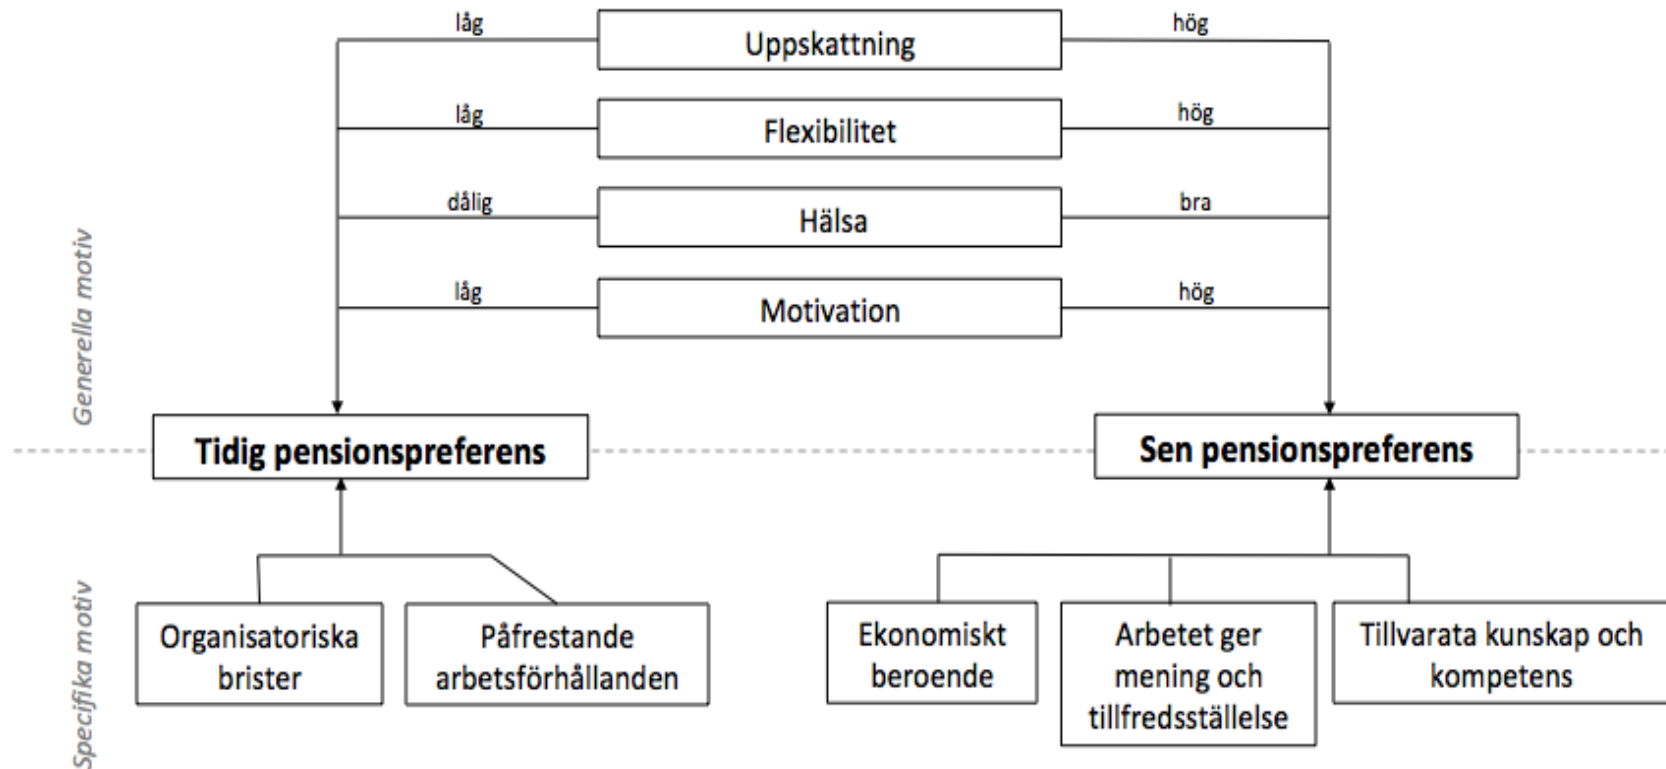 låg
Uppskattning
hög
låg
Flexibilitet
hög
dålig
Hälsa
bra
låg
Motivation
hög
Generella motiv
Tidig pensionspreferens
Sen pensionspreferens
Specifika motiv
Organisatoriska
brister
Påfrestande
arbetsförhållanden
Ekonomiskt
beroende
Arbetet ger
mening och
tillfredsställelse
Tillvarata kunskap och
kompetens